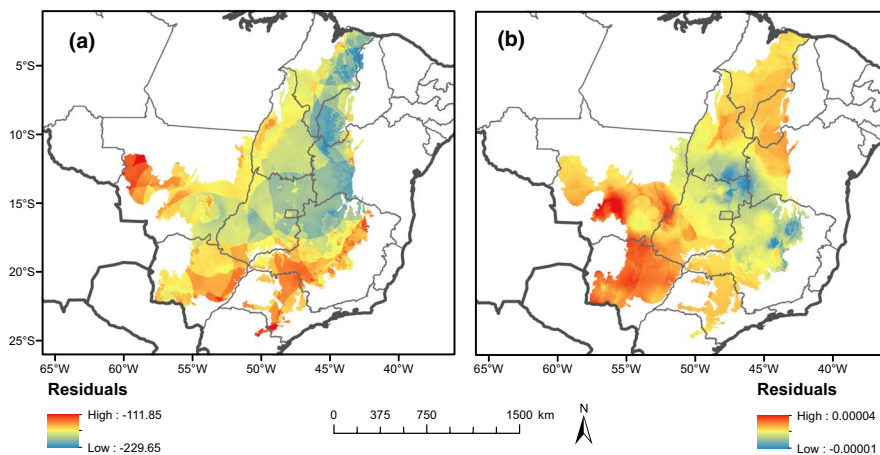 (a) (b)
5°S
10°S
15°S
20°S
25°S
65°W 60°W 55°W 50°W 45°W 40°W 65°W 60°W 55°W 50°W 45°W 40°W
Residuals Residuals
High : -111.85 0 375 750 1500 km N High : 0.00004
Low : -229.65 Low : -0.00001